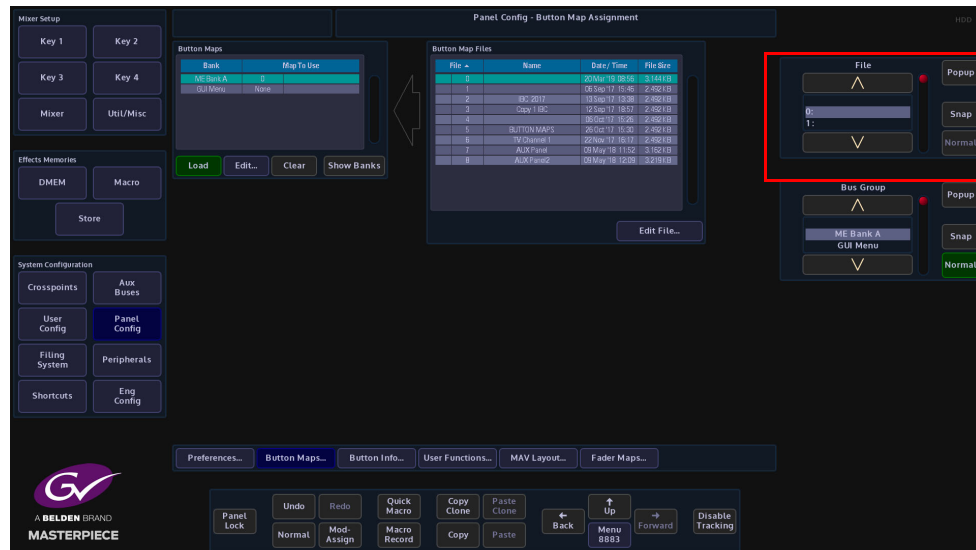 Mixer Setup
Panel Config - Button Map Assignment
HDD
Key 1
Key 2
Key 3
Key 4
Mixer
Util/Misc
Effects Memories
DMEM
Macro
Store
System Configuration
Crosspoints
Aux
Buses
User
Config
Panel
Config
Filing
System
Peripherals
Shortcuts
Eng
Config
Button Maps
Bank Map To Use
ME Bank A 0
GUI Menu None
Load
Edit...
Clear
Show Banks
Button Map Files
File Name Date / Time File Size
0 20 Mar '19 08:56 3.144 KB
1 06 Sep '17 15:46 2.492 KB
2 IBC 2017 13 Sep '17 13:38 2.492 KB
3 Copy 1 IBC 12 Sep '17 18:57 2.492 KB
4 06 Oct '17 15:26 2.492 KB
5 BUTTON MAPS 26 Oct '17 15:30 2.492 KB
6 TV Channel 1 22 Nov '17 16:17 2.492 KB
7 AUX Panel 09 May '18 11:52 3.162 KB
8 AUX Panel2 09 May '18 12:09 3.219 KB
Edit File...
File
0:
1:
Popup
Snap
Normal
Bus Group
ME Bank A
GUI Menu
Popup
Snap
Normal
Preferences...
Button Maps...
Button Info...
User Functions...
MAV Layout...
Fader Maps...
GV
A BELDEN BRAND
MASTERPIECE
Panel
Lock
Undo
Redo
Normal
Mod-
Assign
Quick
Macro
Macro
Record
Copy
Clone
Paste
Clone
Copy
Paste
Back
Up
Menu
8883
Forward
Disable
Tracking